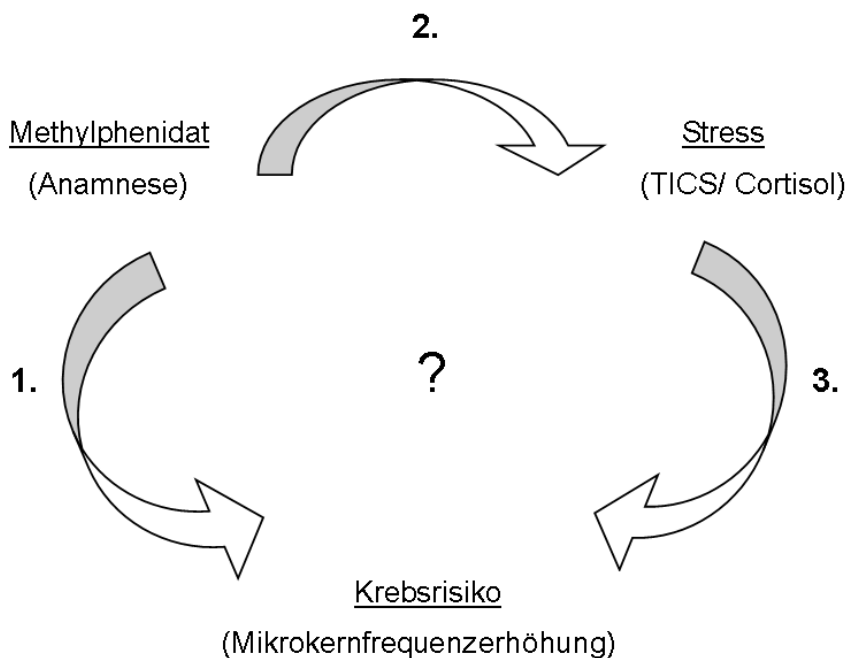 2.
Methylphenidat
(Anamnese)
Stress
(TICS/ Cortisol)
1.
?
3.
Krebsrisiko
(Mikrokernfrequenzerhöhung)